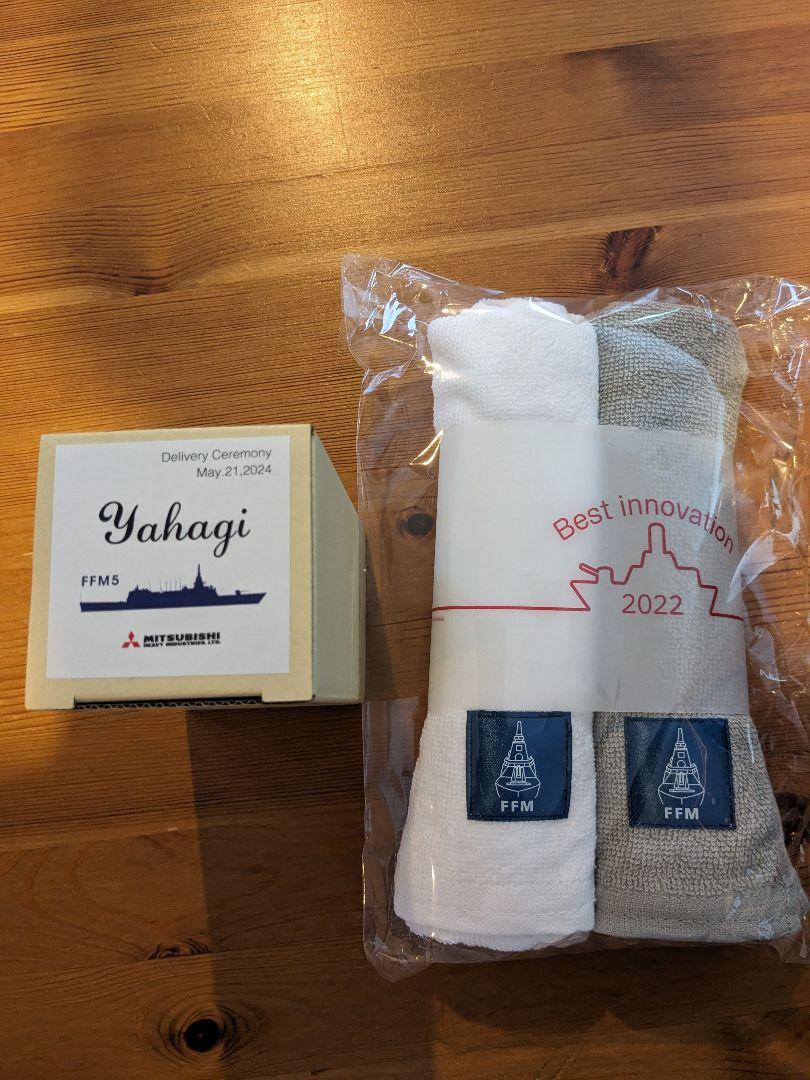 Delivery Ceremony
May.21,2024
Yahagi
FFM5
MITSUBISHI
HEAVY INDUSTRIES, LTD.
Best innovation
2022
FFM
FFM